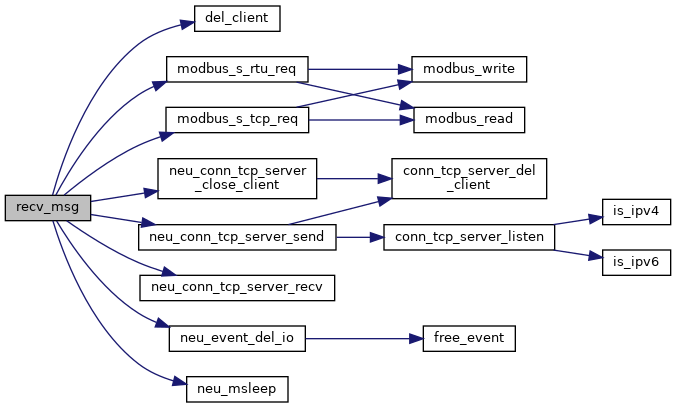 recv_msg
del_client
modbus_s_rtu_req
modbus_write
modbus_s_tcp_req
modbus_read
neu_conn_tcp_server
_close_client
conn_tcp_server_del
_client
neu_conn_tcp_server_send
conn_tcp_server_listen
is_ipv4
is_ipv6
neu_conn_tcp_server_recv
neu_event_del_io
free_event
neu_msleep